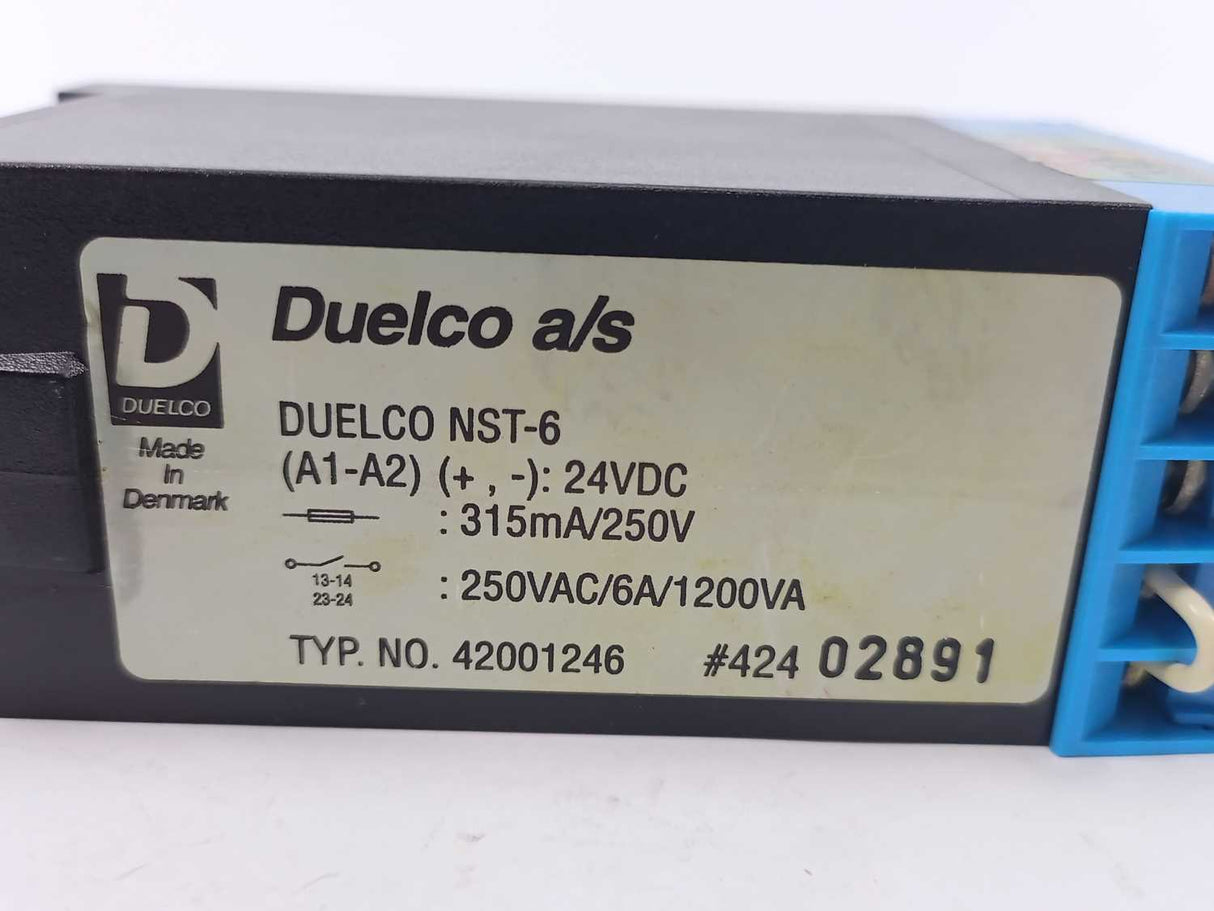 Duelco a/s
DUELCO
Made
In
Denmark
DUELCO NST-6
(A1-A2) (+ , -): 24VDC
: 315mA/250V
13-14
23-24
: 250VAC/6A/1200VA
TYP. NO. 42001246 #424 02891